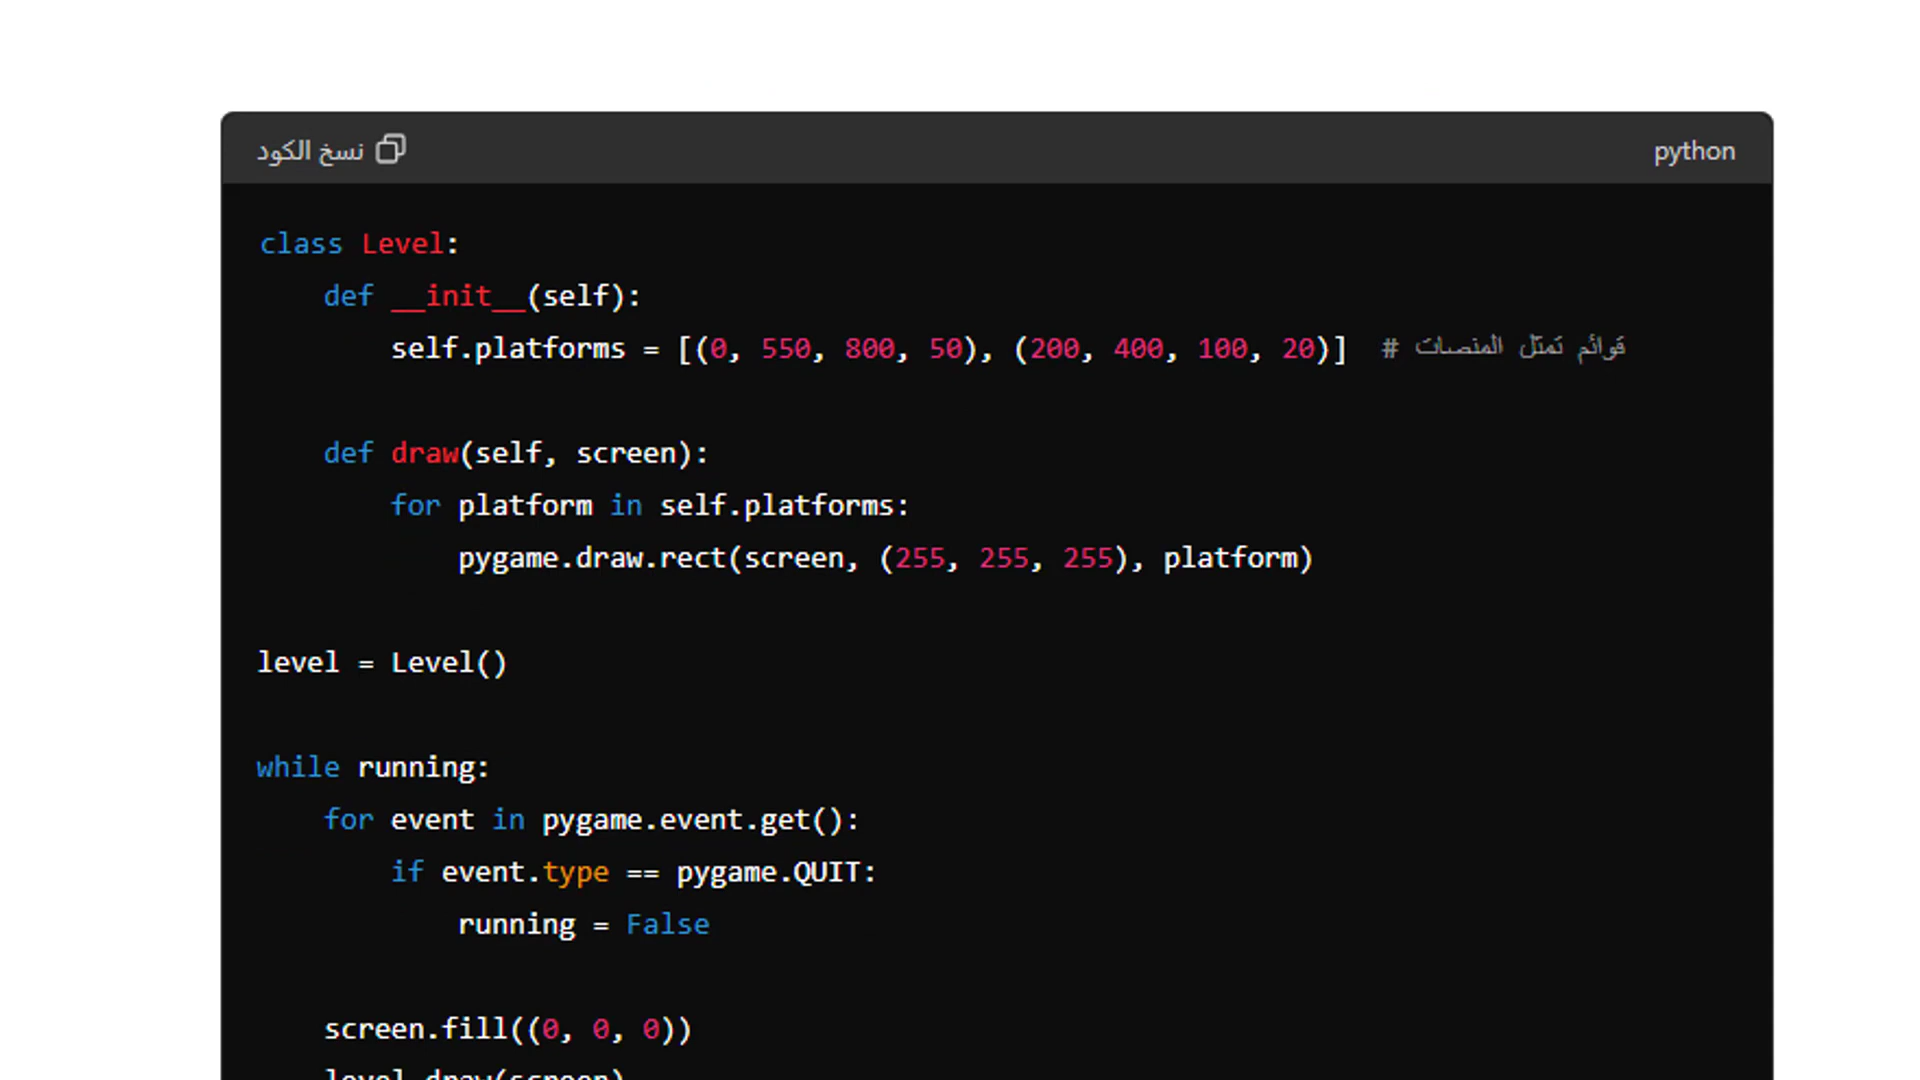 نسخ الكود
python
class Level:
    def __init__(self):
        self.platforms = [(0, 550, 800, 50), (200, 400, 100, 20)]  # قوائم تمثل المنصات
    def draw(self, screen):
        for platform in self.platforms:
            pygame.draw.rect(screen, (255, 255, 255), platform)
level = Level()
while running:
    for event in pygame.event.get():
        if event.type == pygame.QUIT:
            running = False
    screen.fill((0, 0, 0))
    level.draw(screen)